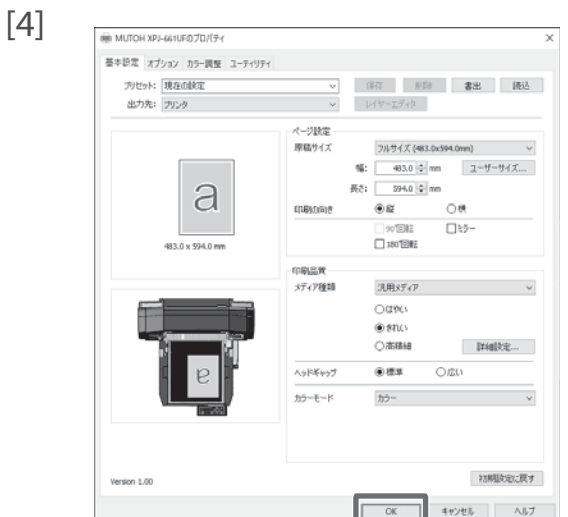 [4]
MUTOH XPJ-661UFのプロパティ
基本設定 オプション カラー調整 ユーティリティ
プリセット: 現在の設定 保存 削除 書出 読込
出力先: プリンタ レイヤーエディタ
a
483.0 x 594.0 mm
ページ設定
原稿サイズ フルサイズ (483.0x594.0mm)
幅: 483.0 mm ユーザーサイズ...
長さ: 594.0 mm
印刷の向き 縦 横
90°回転 ミラー
180°回転
印刷品質
メディア種類 汎用メディア
はやい
きれい
高精細 詳細設定...
ヘッドギャップ 標準 広い
カラーモード カラー
a
Version 1.00 初期設定に戻す
OK キャンセル ヘルプ